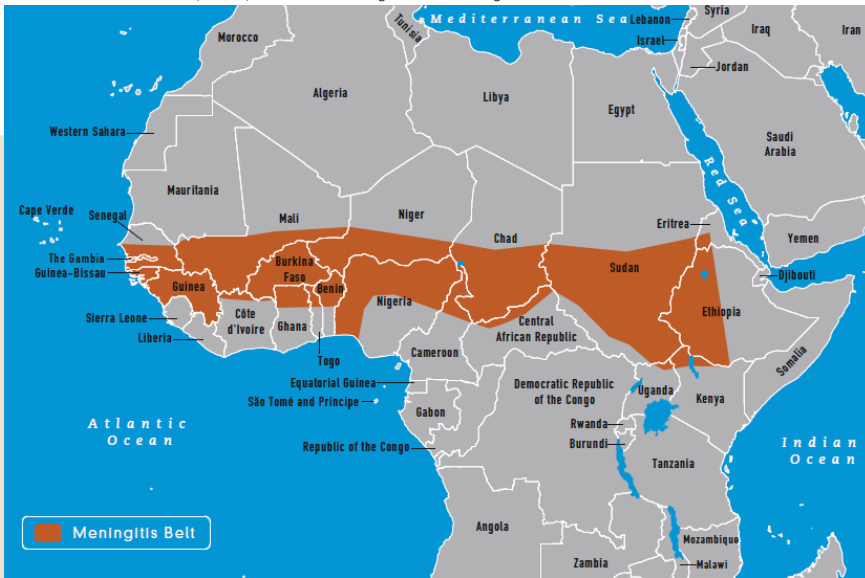 Mediterranean Sea
Lebanon
Syria
Tunisia
Israel
Iraq
Iran
Morocco
Jordan
Algeria
Libya
Egypt
Western Sahara
Saudi
Arabia
Red Sea
Mauritania
Cape Verde
Senegal
Mali
Niger
Chad
Eritrea
Yemen
The Gambia
Guinea-Bissau
Guinea
Burkina
Faso
Benin
Nigeria
Sudan
Djibouti
Ethiopia
Sierra Leone
Liberia
Côte
d'Ivoire
Ghana
Togo
Cameroon
Central
African Republic
Somalia
Equatorial Guinea
São Tomé and Príncipe
Democratic Republic
of the Congo
Uganda
Kenya
Gabon
Rwanda
Burundi
Republic of the Congo
Tanzania
Atlantic
Ocean
Indian
Ocean
Angola
Zambia
Mozambique
Malawi
Meningitis Belt